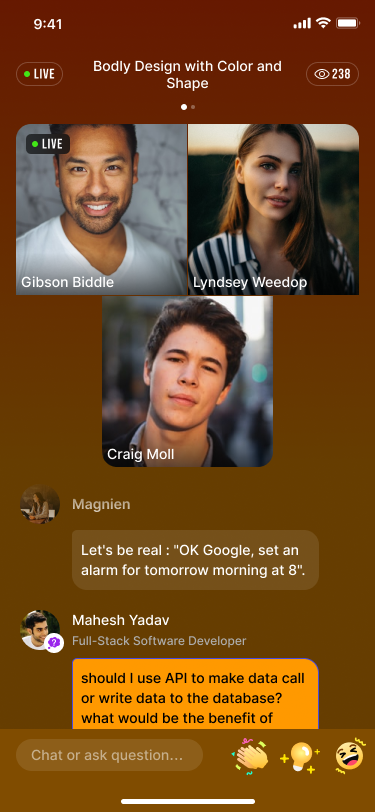 9:41
LIVE
Bodly Design with Color and
Shape
238
LIVE
Gibson Biddle
Lyndsey Weedop
Craig Moll
Magnien
Let's be real : "OK Google, set an
alarm for tomorrow morning at 8".
Mahesh Yadav
?
Full-Stack Software Developer
should I use API to make data call
or write data to the database?
what would be the benefit of
Chat or ask question...